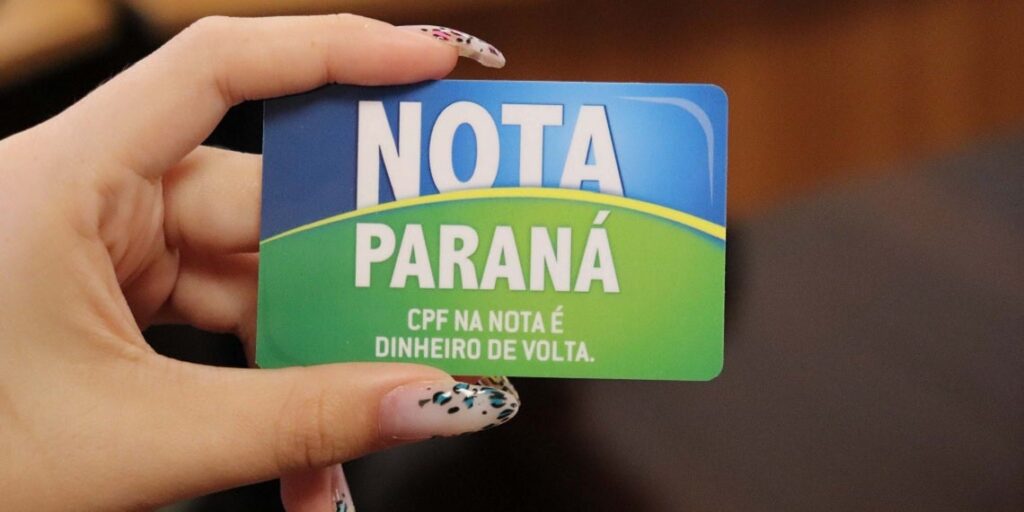 NOTA
PARANÁ
CPF NA NOTA É
DINHEIRO DE VOLTA.